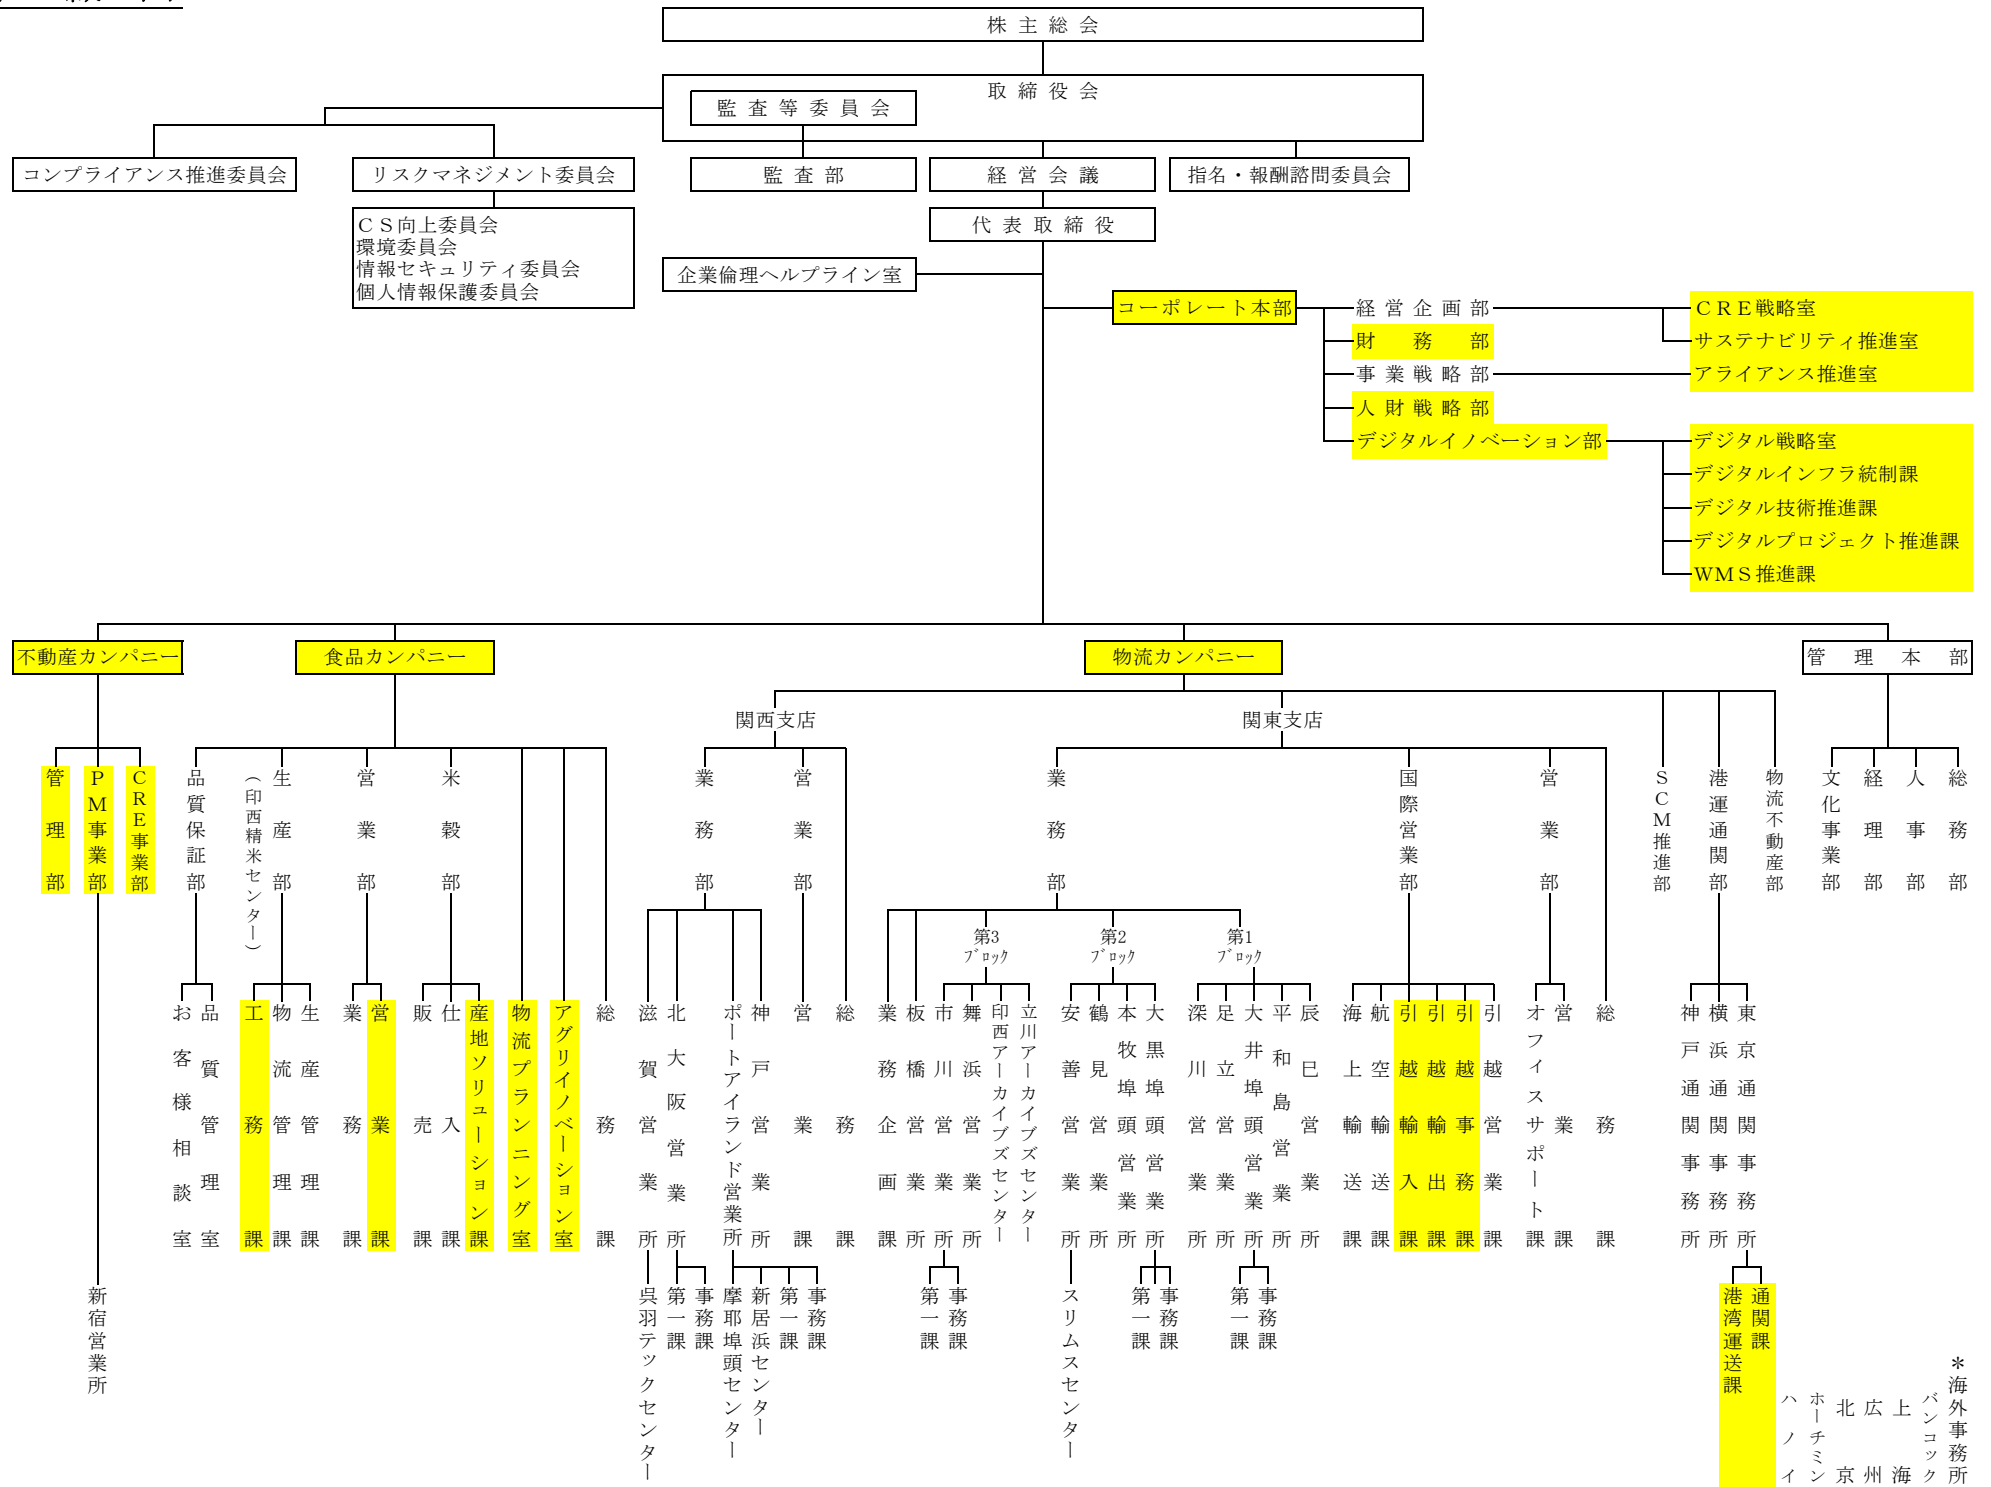 株主総会
取締役会
監査等委員会
コンプライアンス推進委員会
リスクマネジメント委員会
監査部
経営会議
指名・報酬諮問委員会
ＣＳ向上委員会
環境委員会
情報セキュリティ委員会
個人情報保護委員会
代表取締役
企業倫理ヘルプライン室
コーポレート本部
経営企画部
ＣＲＥ戦略室
サステナビリティ推進室
財務部
事業戦略部
アライアンス推進室
人財戦略部
デジタルイノベーション部
デジタル戦略室
デジタルインフラ統制課
デジタル技術推進課
デジタルプロジェクト推進課
WMS推進課
不動産カンパニー
食品カンパニー
物流カンパニー
管理本部
関西支店
関東支店
管理部
PM事業部
CRE事業部
品質保証部
生産部
（印西精米センター）
営業部
米穀部
業務部
営業部
業務部
国際営業部
営業部
SCM推進部
港運通関部
物流不動産部
文化事業部
経理部
人事部
総務部
第3
ブロック
第2
ブロック
第1
ブロック
お客様相談室
品質管理室
工務課
物流管理課
生産管理課
業務課
営業課
販売課
仕入課
産地ソリューション課
物流プランニング室
アグリイノベーション室
総務課
滋賀営業所
北大阪営業所
ポートアイランド営業所
神戸営業所
営業課
総務課
業務企画課
板橋営業所
市川営業所
舞浜営業所
印西アーカイブズセンター
立川アーカイブズセンター
安善営業所
鶴見営業所
本牧埠頭営業所
大黒埠頭営業所
深川営業所
足立営業所
大井埠頭営業所
平和島営業所
辰巳営業所
海上輸送課
航空輸送課
引越輸入課
引越輸出課
引越事務課
引越営業課
オフィスサポート課
営業課
総務課
神戸通関事務所
横浜通関事務所
東京通関事務所
新宿営業所
呉羽テックセンター
第一課
事務課
摩耶埠頭センター
新居浜センター
第一課
事務課
第一課
事務課
スリムスセンター
第一課
事務課
第一課
事務課
港湾運送課
通関課
＊海外事務所
バンコック
上海
広州
北京
ホーチミン
ハノイ